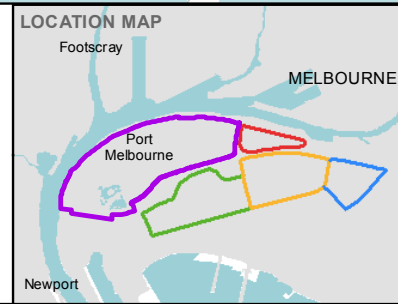 LOCATION MAP
Footscray
MELBOURNE
Port
Melbourne
Newport